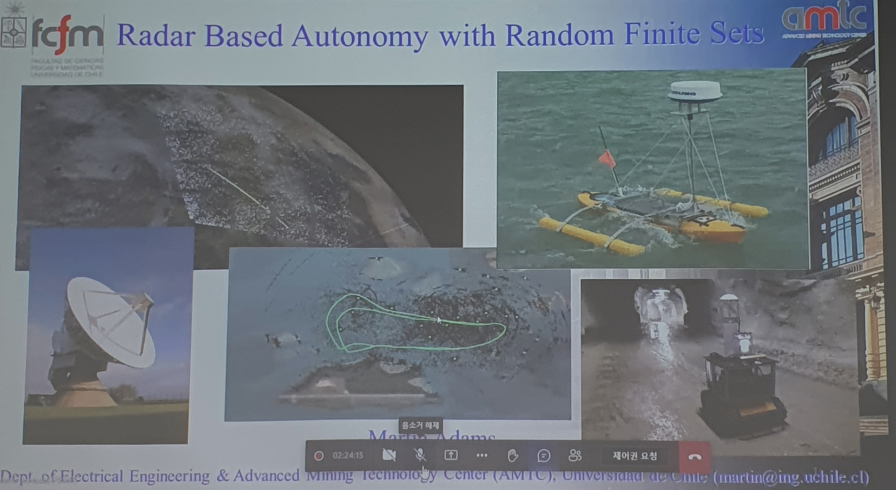 fcfm
FACULTAD DE CIENCIAS
FÍSICAS Y MATEMÁTICAS
UNIVERSIDAD DE CHILE
Radar Based Autonomy with Random Finite Sets
amtc
ADVANCED MINING TECHNOLOGY CENTER
음소거 해제
Martin Adams
02:24:15
제어권 요청
Dept. of Electrical Engineering & Advanced Mining Technology Center (AMTC), Universidad de Chile (martin@ing.uchile.cl)